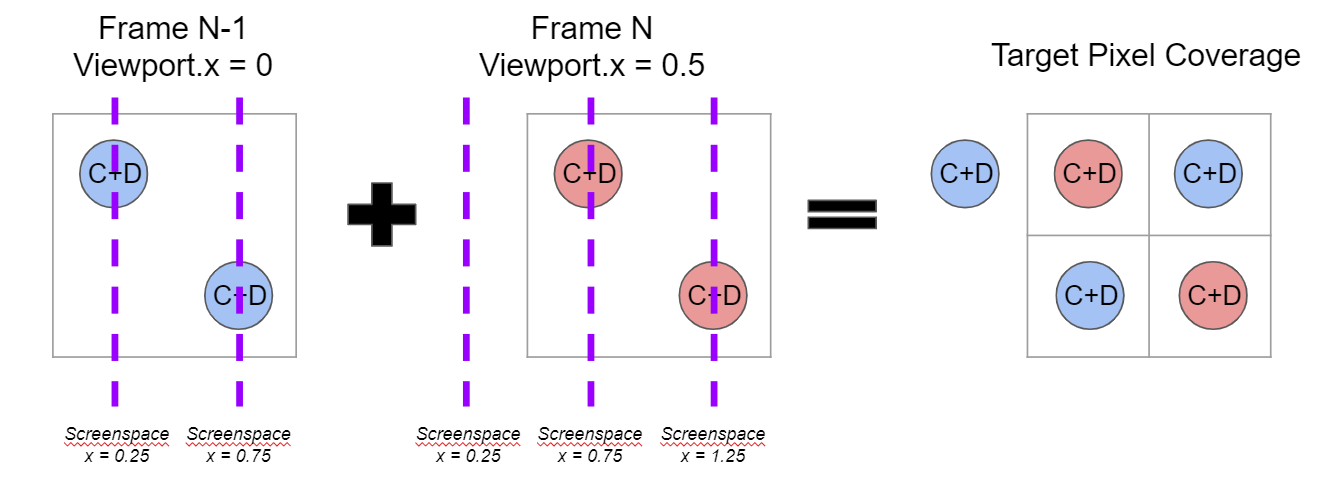 Frame N-1
Viewport.x = 0
Frame N
Viewport.x = 0.5
Target Pixel Coverage
C+D
C+D
C+D
C+D
C+D
C+D
C+D
C+D
C+D
Screenspace
x = 0.25
Screenspace
x = 0.75
Screenspace
x = 0.25
Screenspace
x = 0.75
Screenspace
x = 1.25